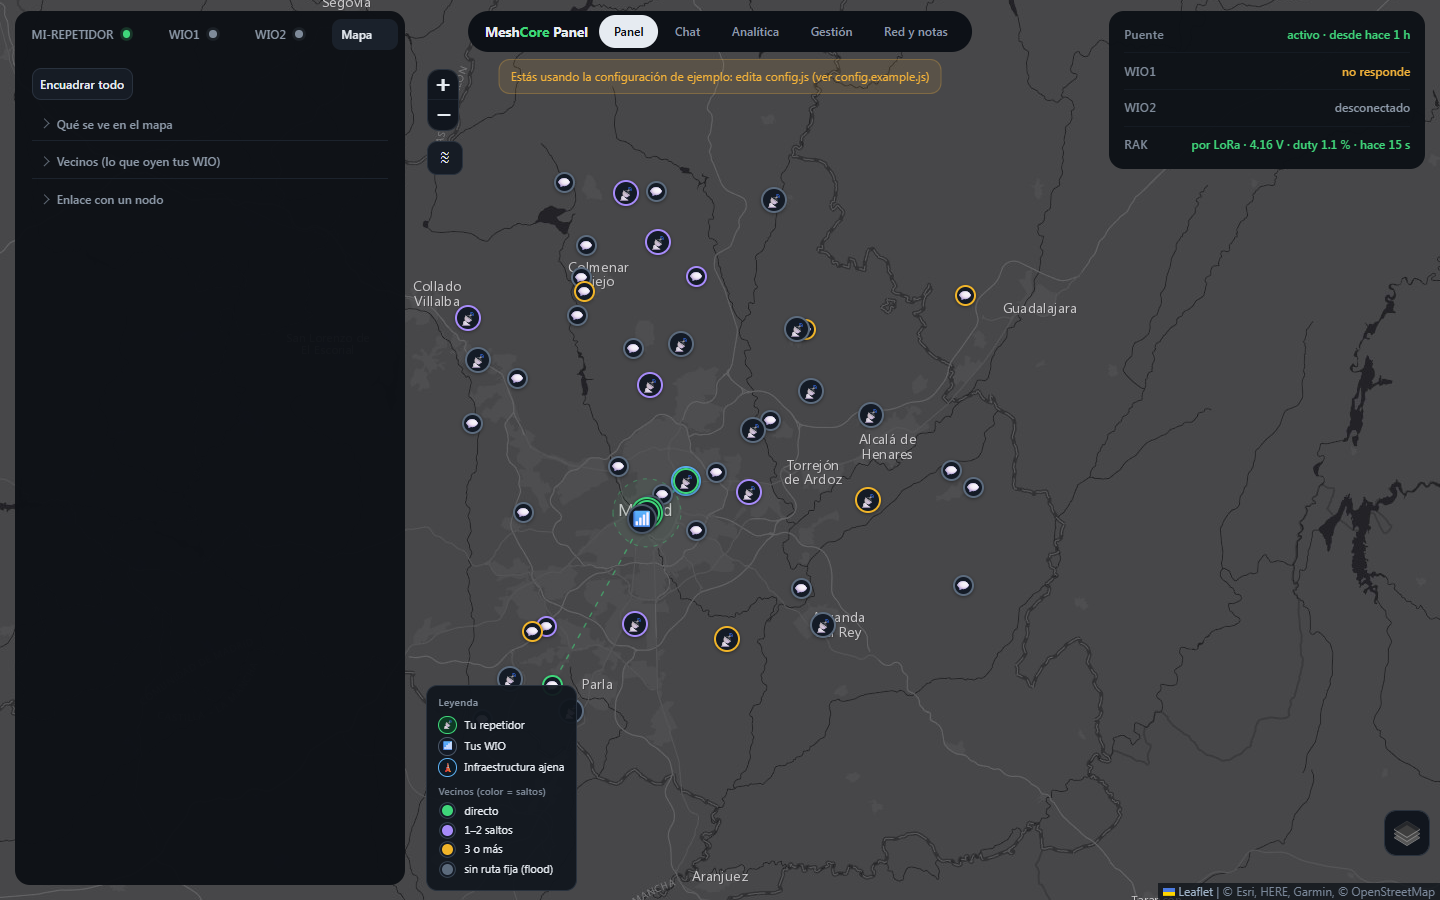 Segovia
MI-REPETIDOR
WIO1
WIO2
Mapa
MeshCore Panel
Panel
Chat
Analítica
Gestión
Red y notas
Estás usando la configuración de ejemplo: edita config.js (ver config.example.js)
Encuadrar todo
Qué se ve en el mapa
Vecinos (lo que oyen tus WIO)
Enlace con un nodo
+
−
Puente
activo · desde hace 1 h
WIO1
no responde
WIO2
desconectado
RAK
por LoRa · 4.16 V · duty 1.1 % · hace 15 s
Colmenar
Collado
Villalba
Guadalajara
Alcalá de
Henares
Torrejón
de Ardoz
Rey
Parla
Leyenda
Tu repetidor
Tus WIO
Infraestructura ajena
Vecinos (color = saltos)
directo
1–2 saltos
3 o más
sin ruta fija (flood)
Aranjuez
MANCHA
Leaflet | © Esri, HERE, Garmin, © OpenStreetMap